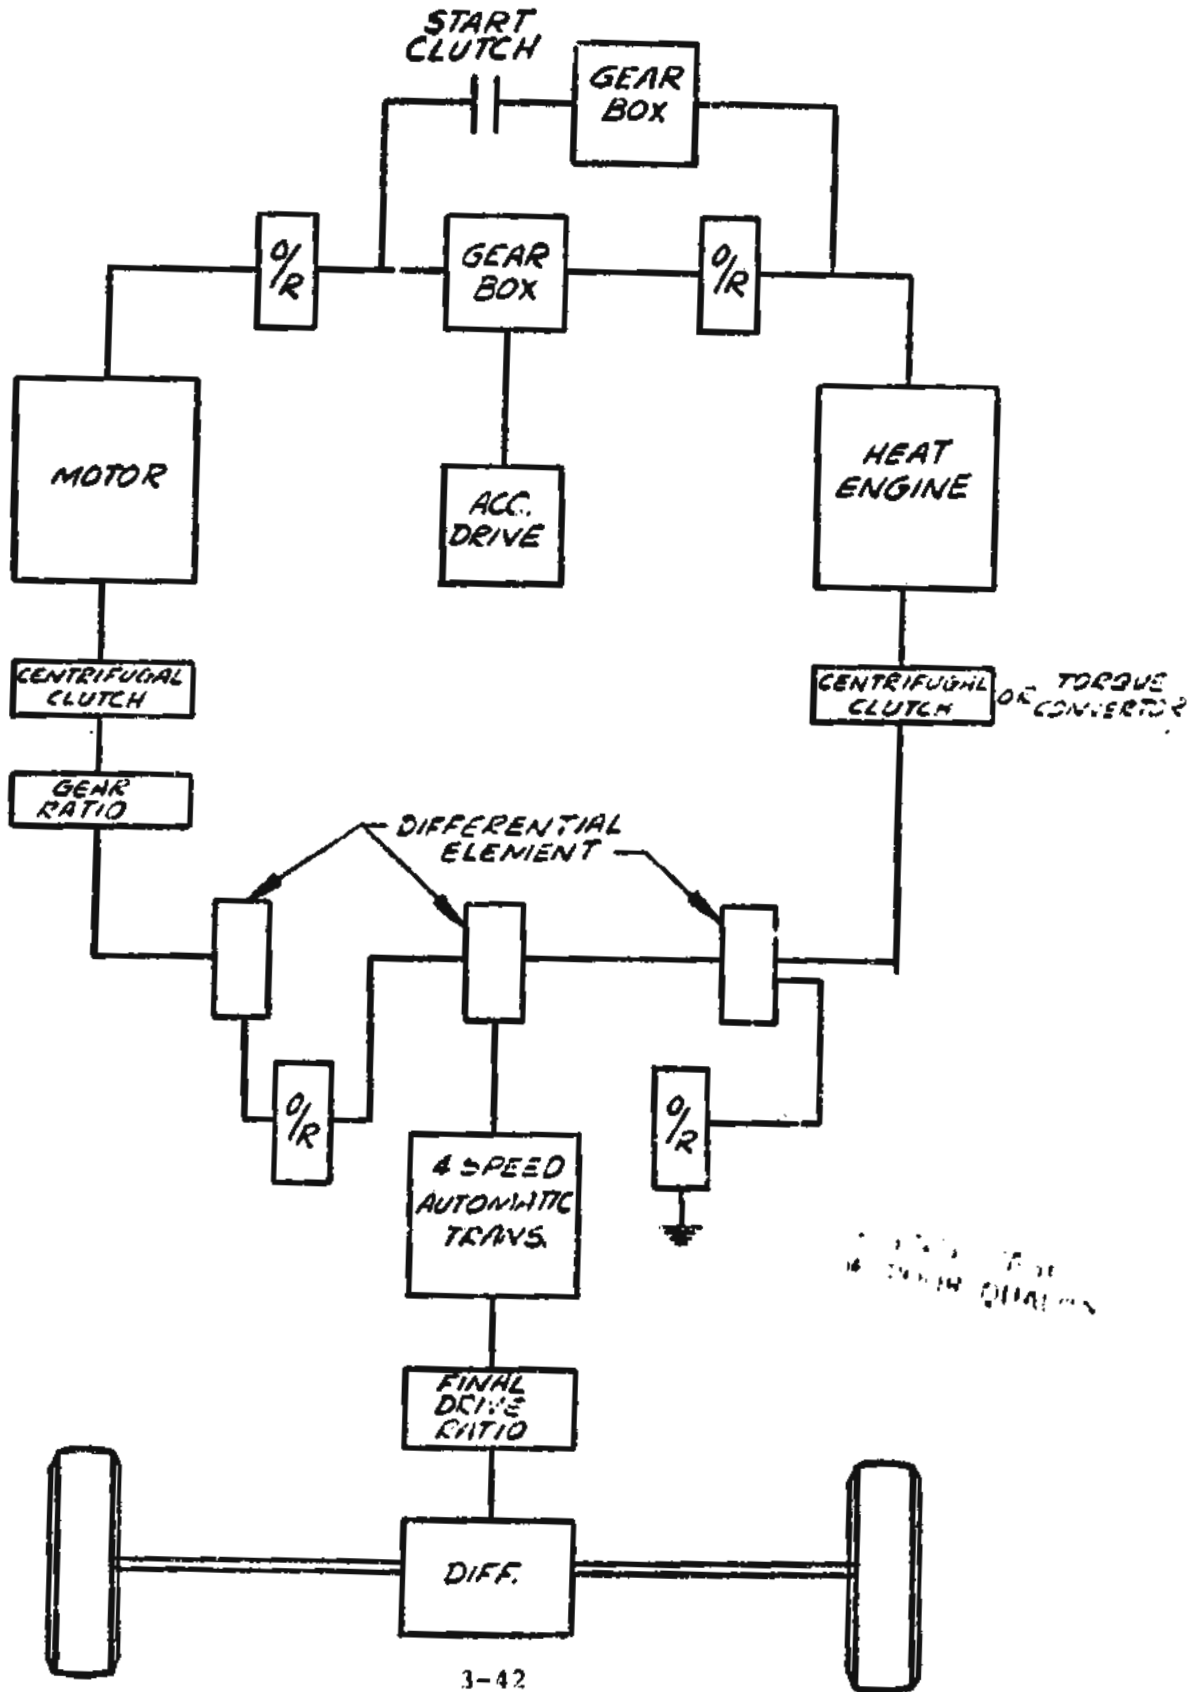 START
CLUTCH
GEAR
BOX
O/R
GEAR
BOX
O/R
MOTOR
ACC.
DRIVE
HEAT
ENGINE
CENTRIFUGAL
CLUTCH
CENTRIFUGAL
CLUTCH
OR TORQUE
CONVERTOR
GEAR
RATIO
DIFFERENTIAL
ELEMENT
O/R
O/R
4 SPEED
AUTOMATIC
TRANS.
QUALITY
FINAL
DRIVE
RATIO
DIFF.
3-42